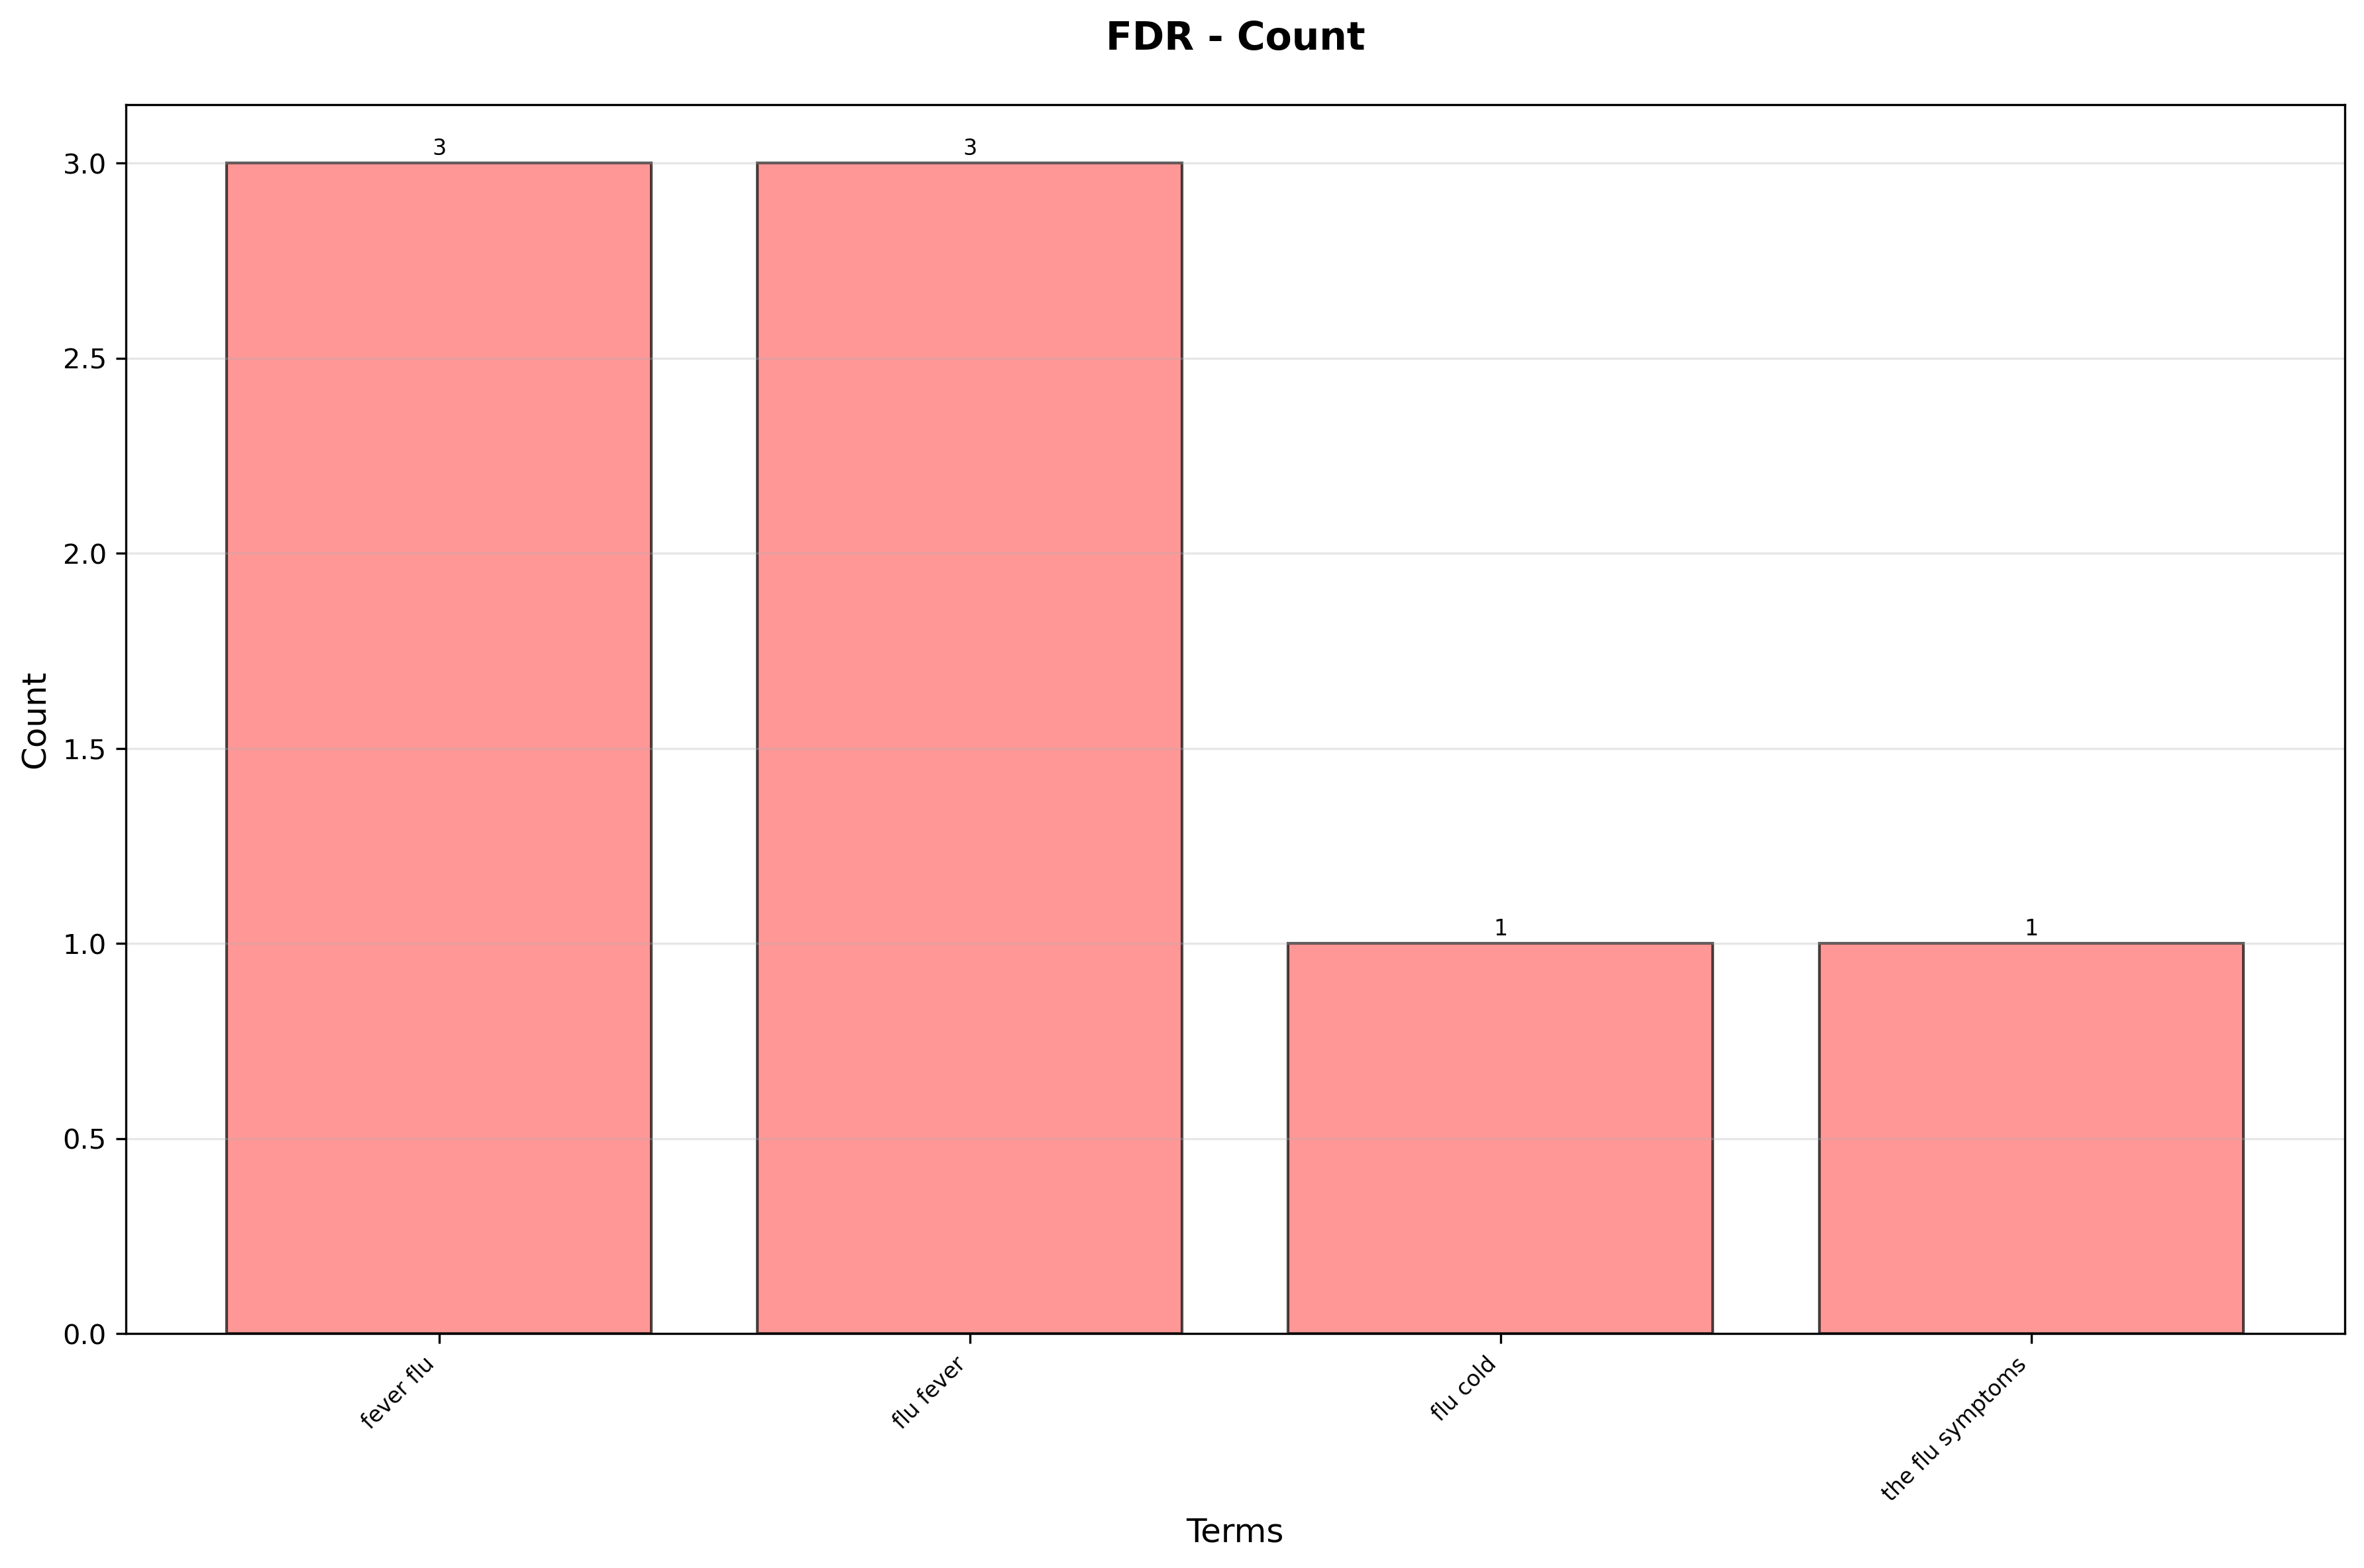 FDR - Count
3
3
1
1
3.0
2.5
2.0
1.5
1.0
0.5
0.0
Count
fever flu
flu fever
flu cold
the flu symptoms
Terms